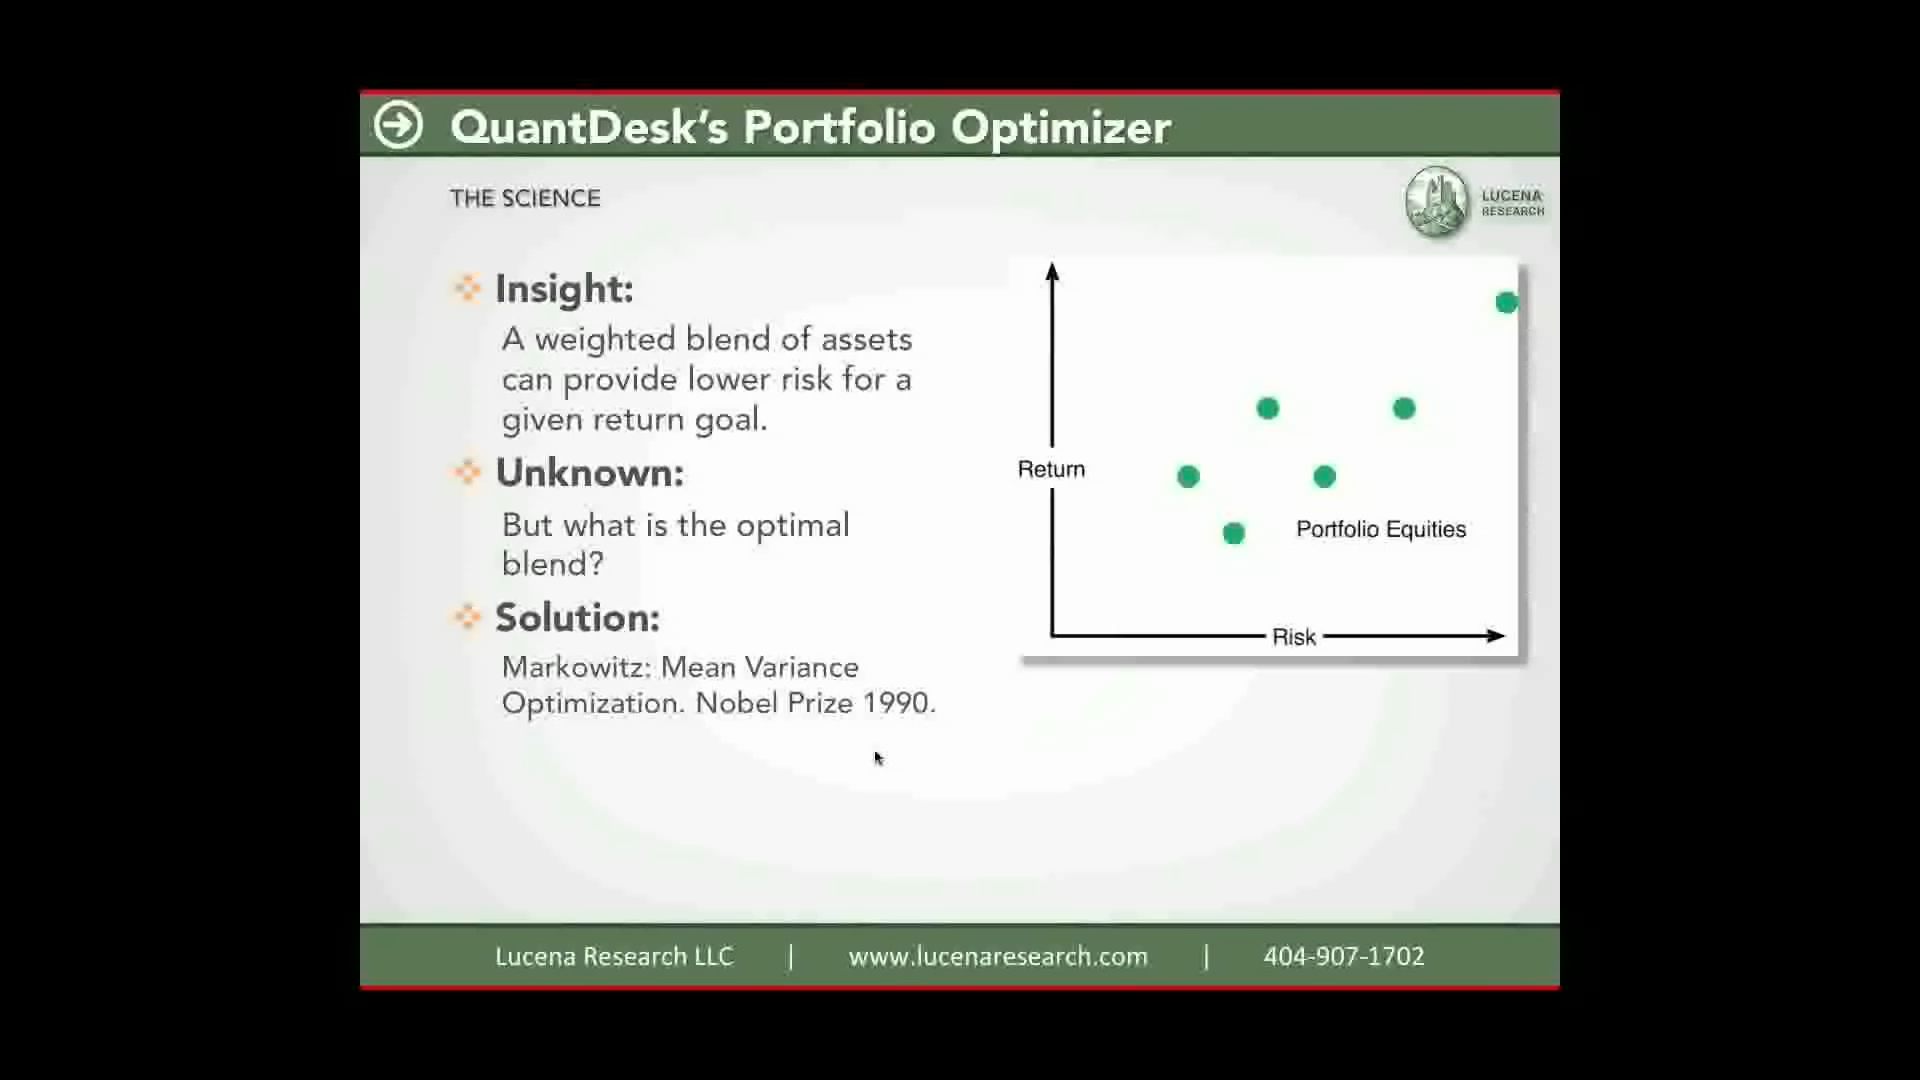 QuantDesk's Portfolio Optimizer
THE SCIENCE
LUCENA
RESEARCH
Insight:
A weighted blend of assets
can provide lower risk for a
given return goal.
Unknown:
But what is the optimal
blend?
Solution:
Markowitz: Mean Variance
Optimization. Nobel Prize 1990.
Return
Portfolio Equities
Risk
Lucena Research LLC | www.lucenaresearch.com | 404-907-1702